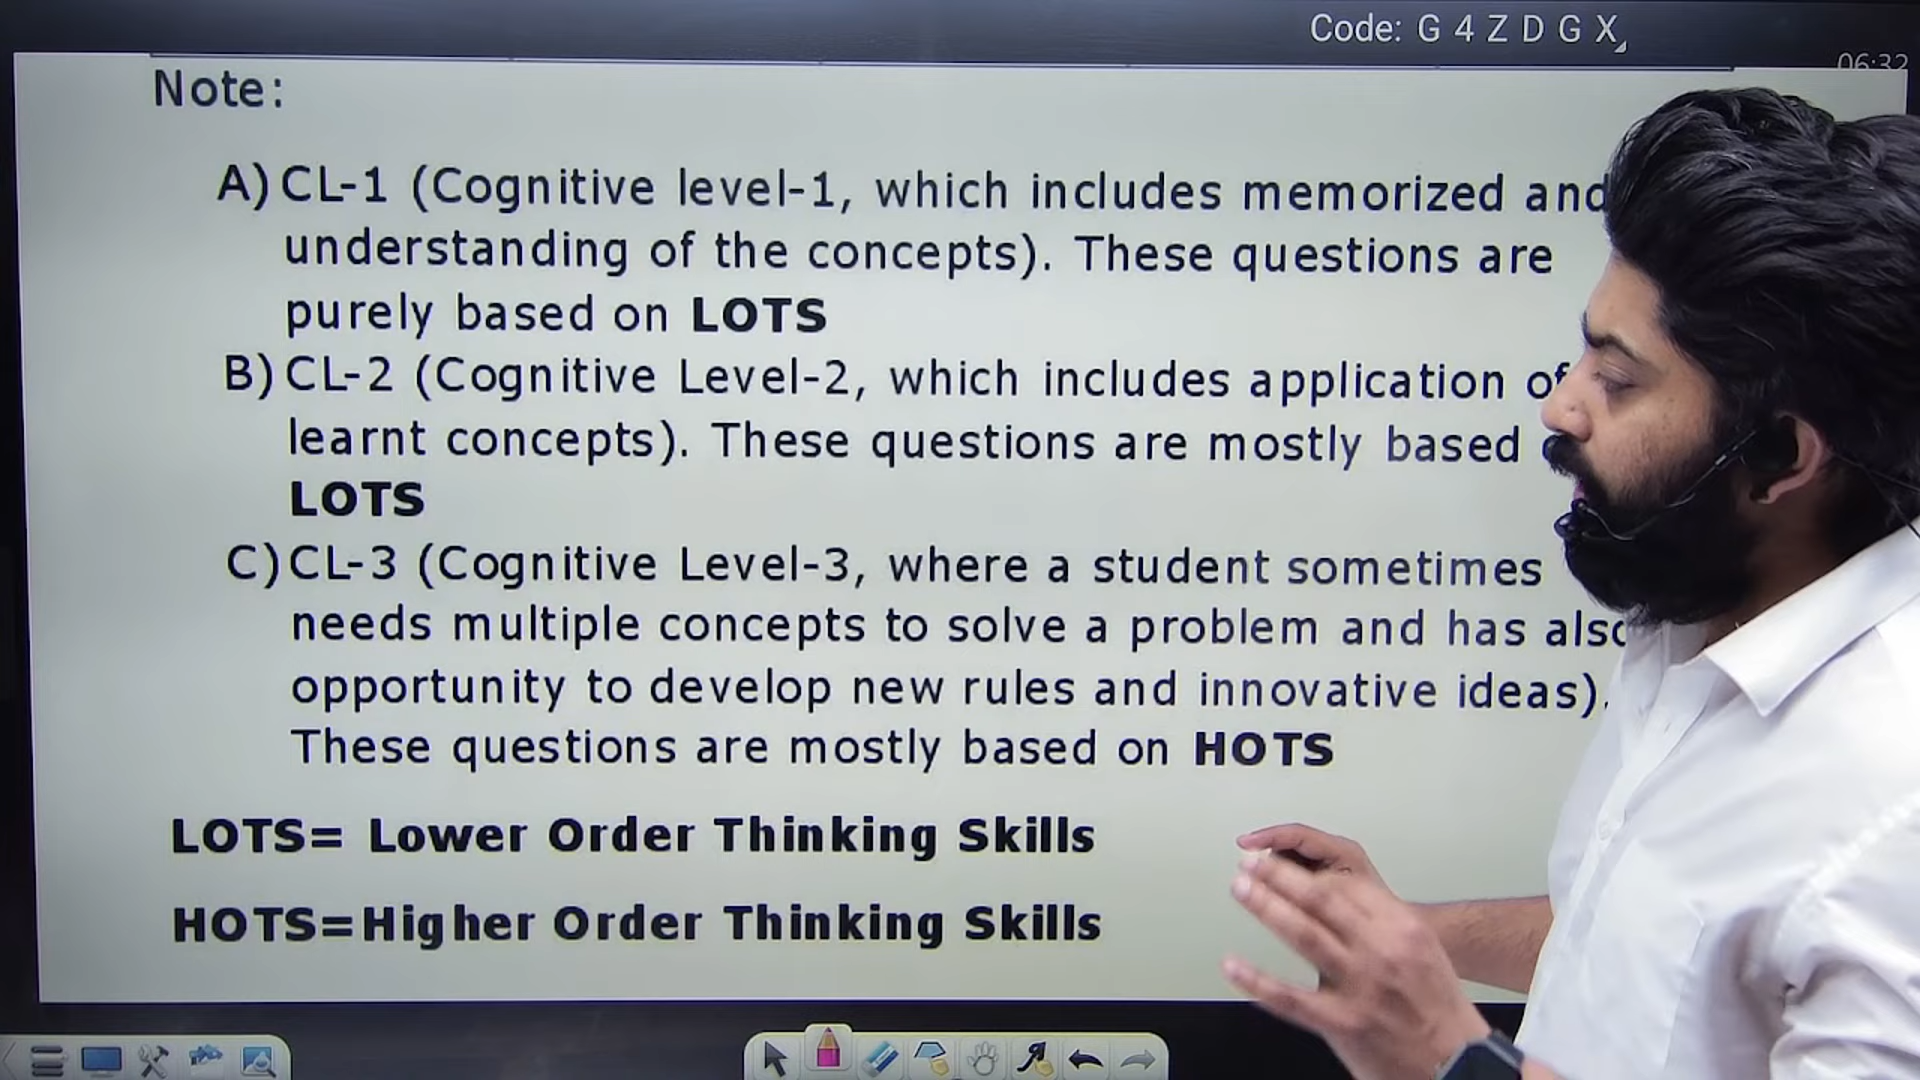 Code: G 4 Z D G X
06:32
Note:
A) CL-1 (Cognitive level-1, which includes memorized and
understanding of the concepts). These questions are
purely based on LOTS
B) CL-2 (Cognitive Level-2, which includes application of
learnt concepts). These questions are mostly based
LOTS
C) CL-3 (Cognitive Level-3, where a student sometimes
needs multiple concepts to solve a problem and has also
opportunity to develop new rules and innovative ideas).
These questions are mostly based on HOTS
LOTS= Lower Order Thinking Skills
HOTS=Higher Order Thinking Skills